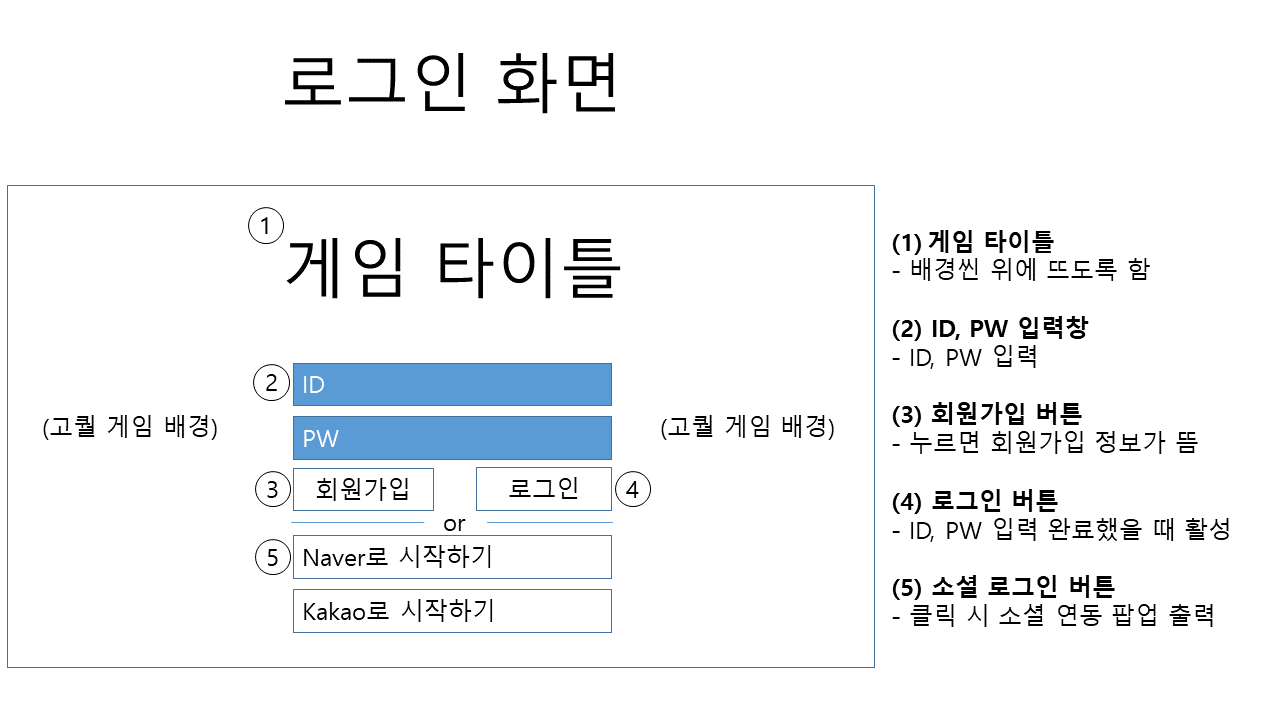 로그인 화면
1
게임 타이틀
2
ID
PW
(고퀄 게임 배경)
(고퀄 게임 배경)
3
회원가입
로그인
4
or
5
Naver로 시작하기
Kakao로 시작하기
(1) 게임 타이틀
- 배경씬 위에 뜨도록 함
(2) ID, PW 입력창
- ID, PW 입력
(3) 회원가입 버튼
- 누르면 회원가입 정보가 뜸
(4) 로그인 버튼
- ID, PW 입력 완료했을 때 활성
(5) 소셜 로그인 버튼
- 클릭 시 소셜 연동 팝업 출력